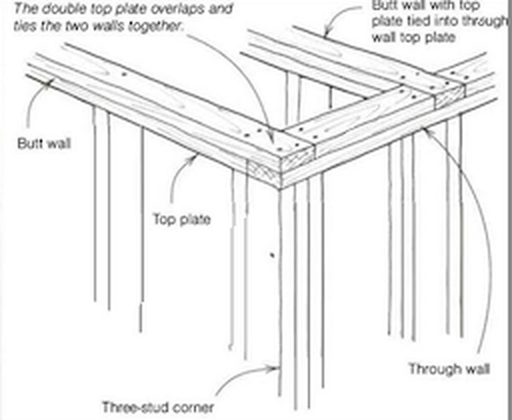 The double top plate overlaps and
ties the two walls together.
Butt wall with top
plate tied into through
wall top plate
Butt wall
Top plate
Through wall
Three-stud corner